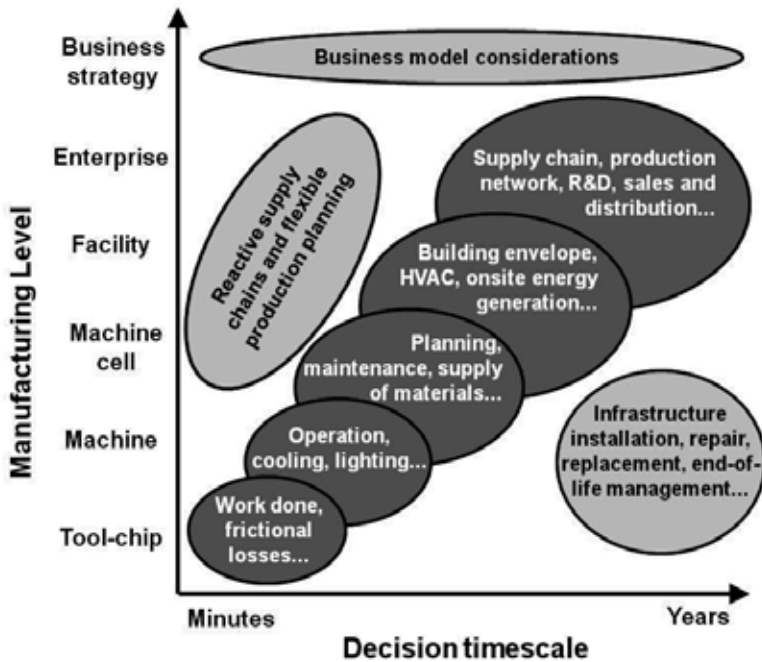 Business
strategy
Business model considerations
Enterprise
Supply chain, production
network, R&D, sales and
distribution...
Reactive supply
chains and flexible
production planning
Facility
Building envelope,
HVAC, onsite energy
generation...
Machine
cell
Planning,
maintenance, supply
of materials...
Infrastructure
installation, repair,
replacement, end-of-
life management...
Machine
Operation,
cooling, lighting...
Tool-chip
Work done,
frictional
losses...
Manufacturing Level
Minutes
Years
Decision timescale